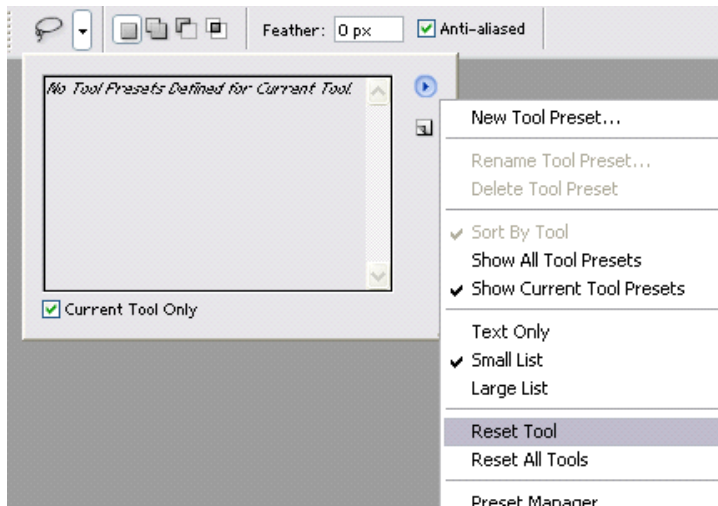 Feather: 0 px Anti-aliased
No Tool Presets Defined for Current Tool.
Current Tool Only
New Tool Preset...
Rename Tool Preset...
Delete Tool Preset
Sort By Tool
Show All Tool Presets
Show Current Tool Presets
Text Only
Small List
Large List
Reset Tool
Reset All Tools
Preset Manager